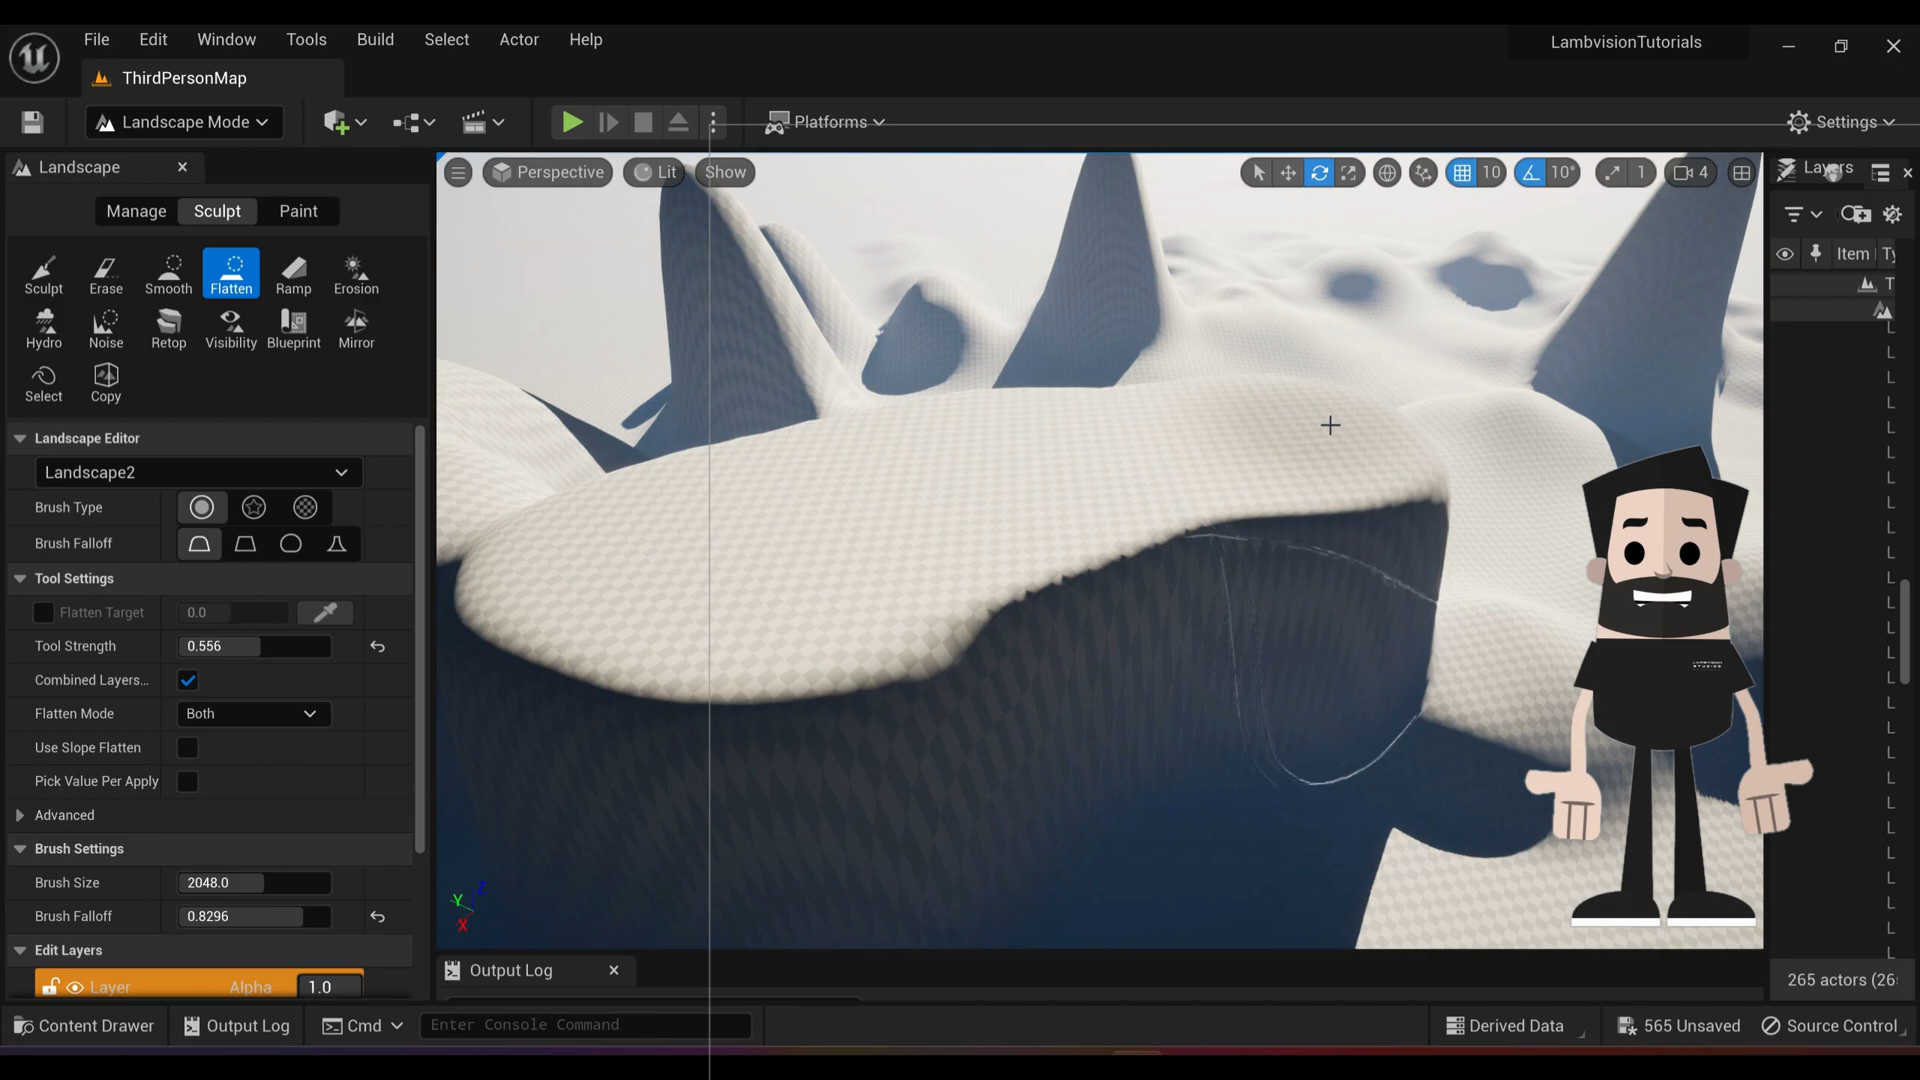 File Edit Window Tools Build Select Actor Help
LambvisionTutorials
ThirdPersonMap
Landscape Mode
Platforms
Settings
Landscape
Perspective Lit Show
10 10° 1 4
Layers
Manage Sculpt Paint
Sculpt Erase Smooth Flatten Ramp Erosion
Hydro Noise Retop Visibility Blueprint Mirror
Select Copy
Item Ty
T
Landscape Editor
Landscape2
Brush Type
Brush Falloff
Tool Settings
Flatten Target 0.0
Tool Strength 0.556
Combined Layers...
Flatten Mode Both
Use Slope Flatten
Pick Value Per Apply
Advanced
Brush Settings
Brush Size 2048.0
Brush Falloff 0.8296
Edit Layers
Layer Alpha 1.0
Y Z
X
LAMBVISION
STUDIOS
Output Log
265 actors (26
Content Drawer Output Log Cmd Enter Console Command
Derived Data 565 Unsaved Source Control